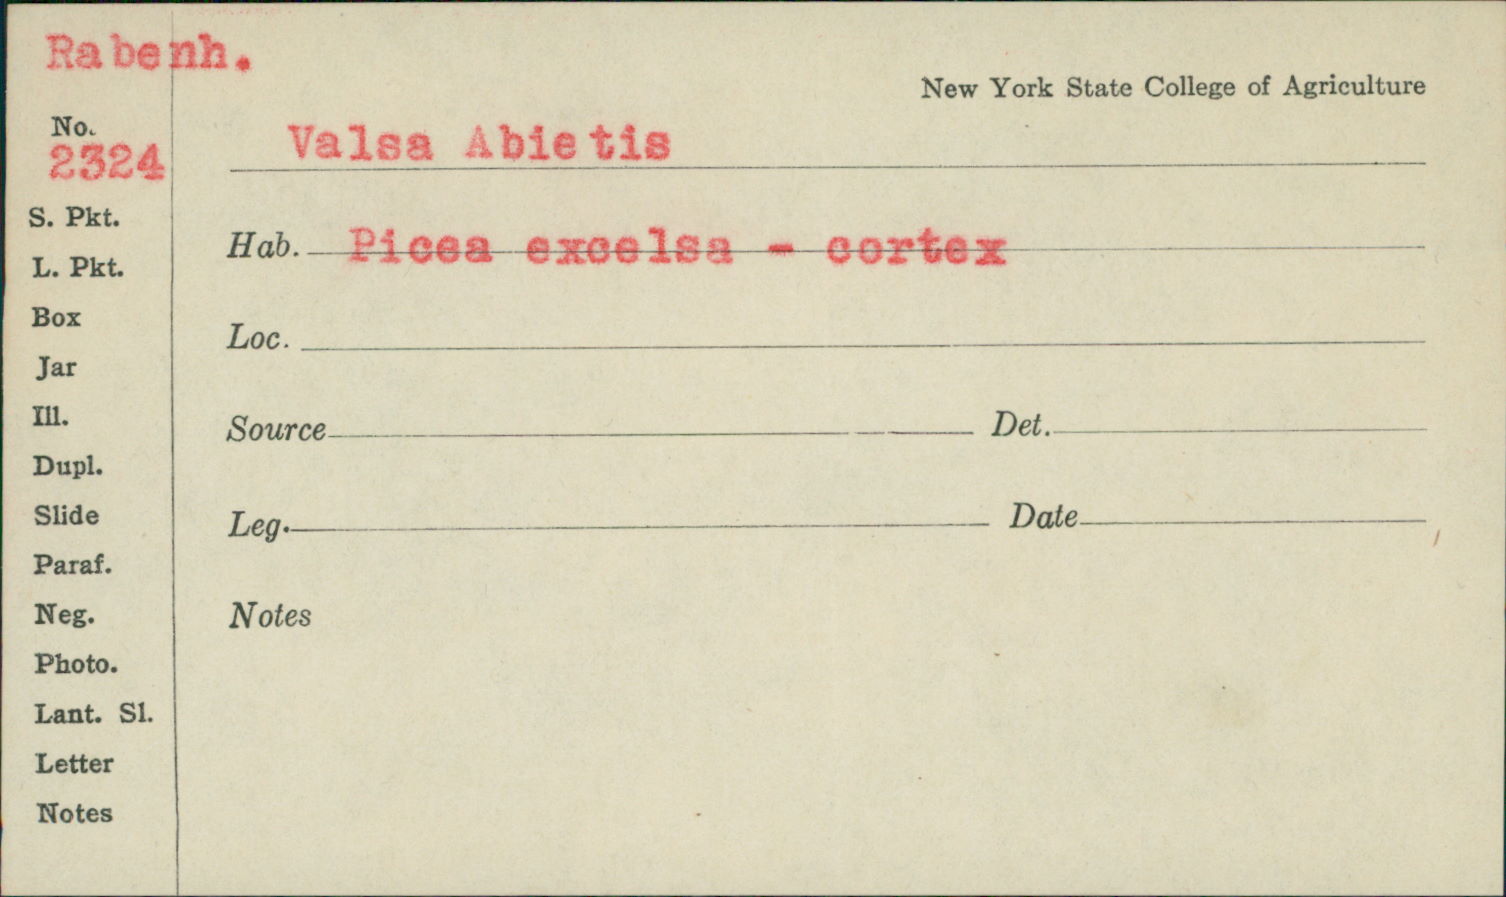 Rabenh.
New York State College of Agriculture
No.
2324
Valsa Abietis
S. Pkt.
Hab. Picea excelsa - cortex
L. Pkt.
Box
Loc.
Jar
Ill.
Source Det.
Dupl.
Slide
Leg. Date
Paraf.
Neg.
Notes
Photo.
Lant. Sl.
Letter
Notes